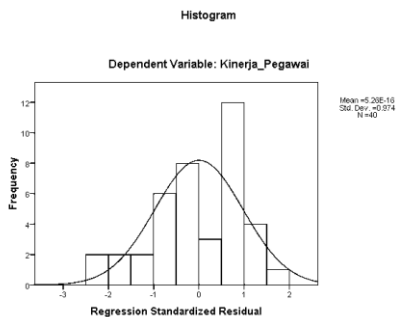 Histogram
Dependent Variable: Kinerja_Pegawai
Mean =5.26E-16
Std. Dev. =0.974
N =40
Frequency
12
10
8
6
4
2
0
-3 -2 -1 0 1 2
Regression Standardized Residual